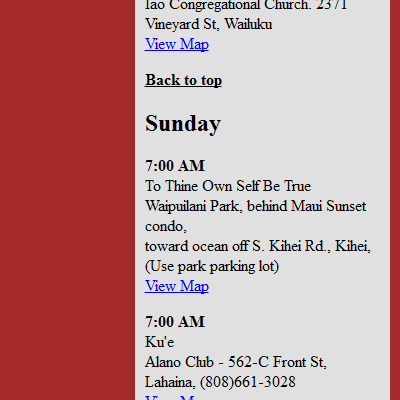 Iao Congregational Church. 2371
Vineyard St, Wailuku
View Map
Back to top
Sunday
7:00 AM
To Thine Own Self Be True
Waipuilani Park, behind Maui Sunset
condo,
toward ocean off S. Kihei Rd., Kihei,
(Use park parking lot)
View Map
7:00 AM
Ku'e
Alano Club - 562-C Front St,
Lahaina, (808)661-3028
View Map